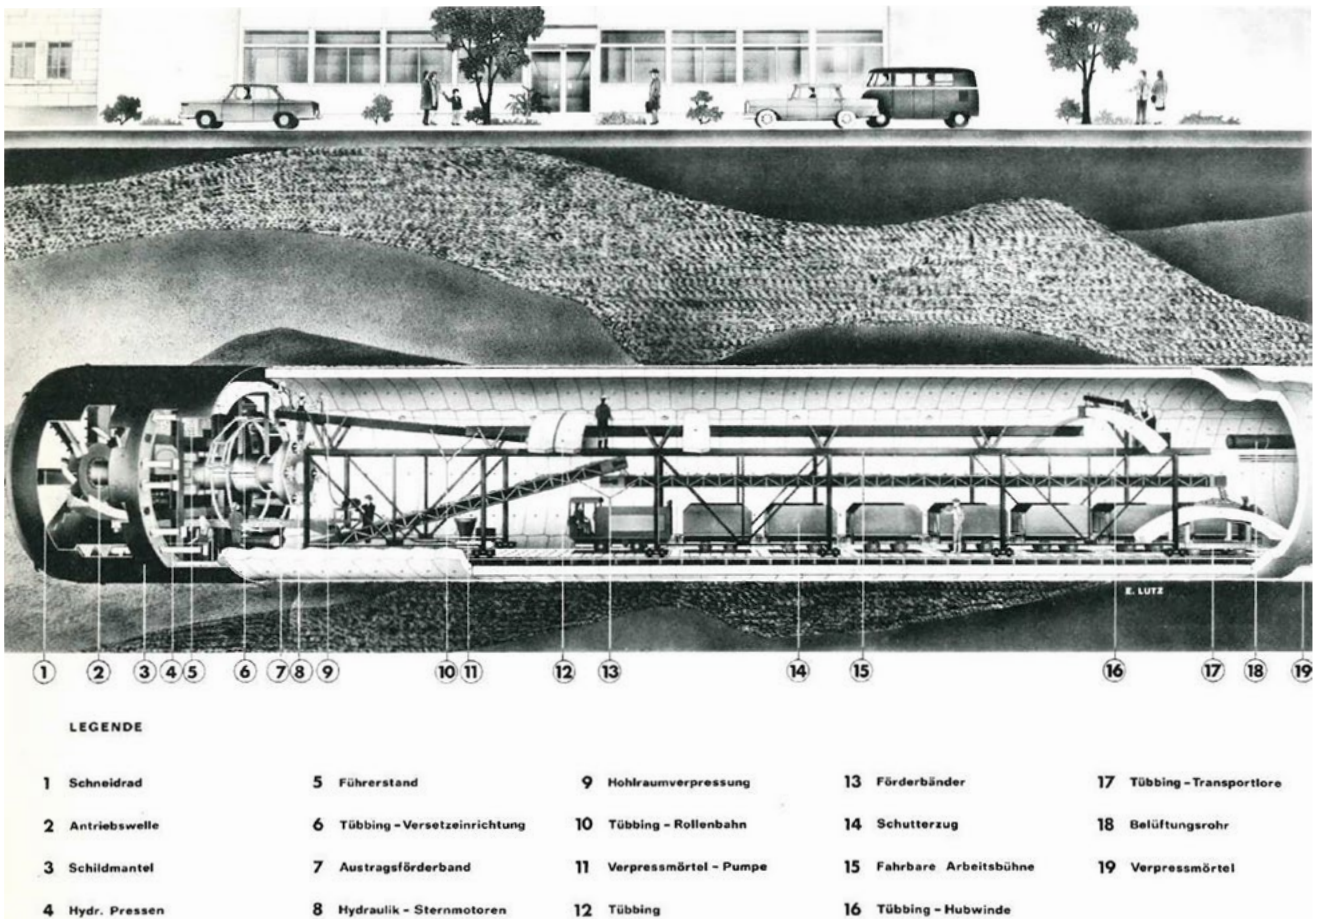 E. LUTZ
1 2 3 4 5 6 7 8 9 10 11 12 13 14 15 16 17 18 19
LEGENDE
1 Schneidrad
2 Antriebswelle
3 Schildmantel
4 Hydr. Pressen
5 Führerstand
6 Tübbing-Versetzeinrichtung
7 Austragsförderband
8 Hydraulik-Sternmotoren
9 Hohlraumverpressung
10 Tübbing-Rollenbahn
11 Verpressmörtel-Pumpe
12 Tübbing
13 Förderbänder
14 Schutterzug
15 Fahrbare Arbeitsbühne
16 Tübbing-Hubwinde
17 Tübbing-Transportlore
18 Belüftungsrohr
19 Verpressmörtel